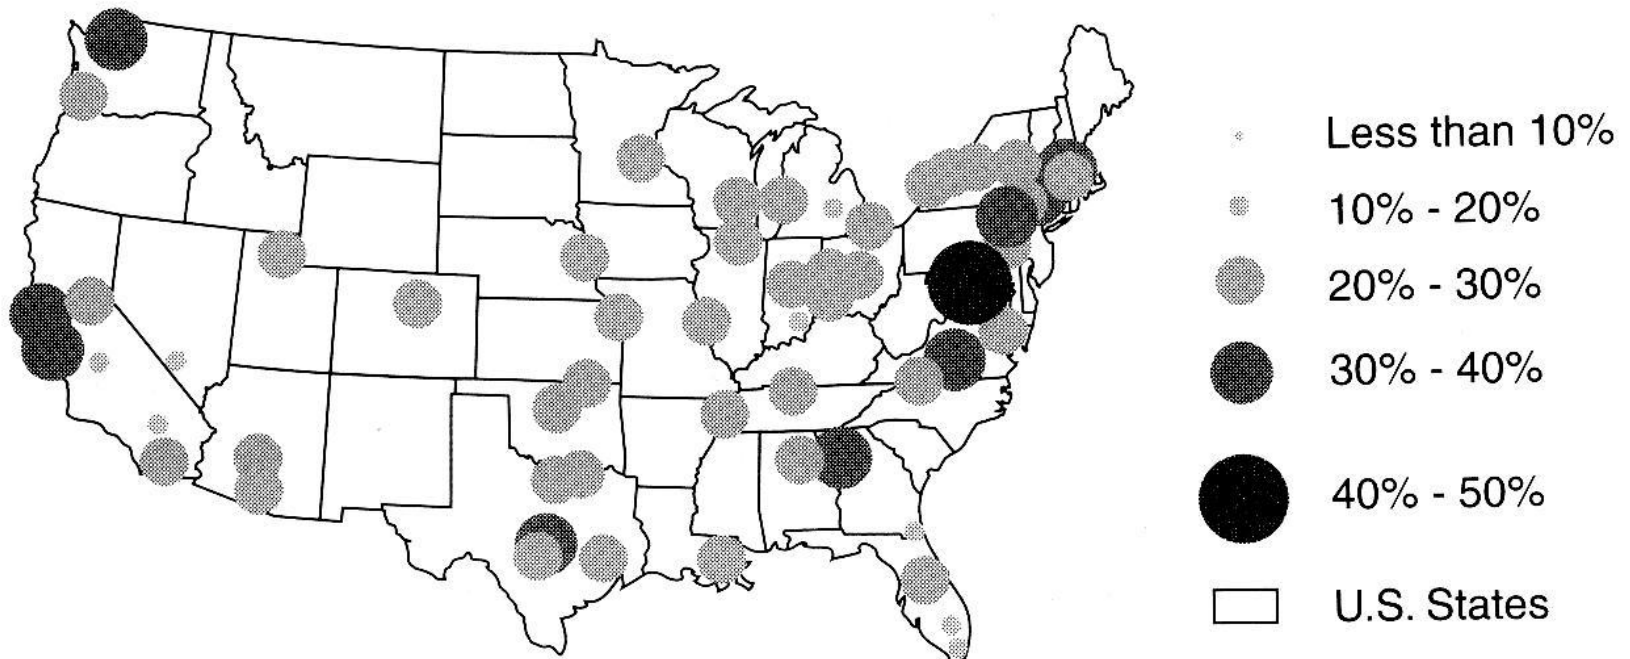 Less than 10%
10% - 20%
20% - 30%
30% - 40%
40% - 50%
U.S. States